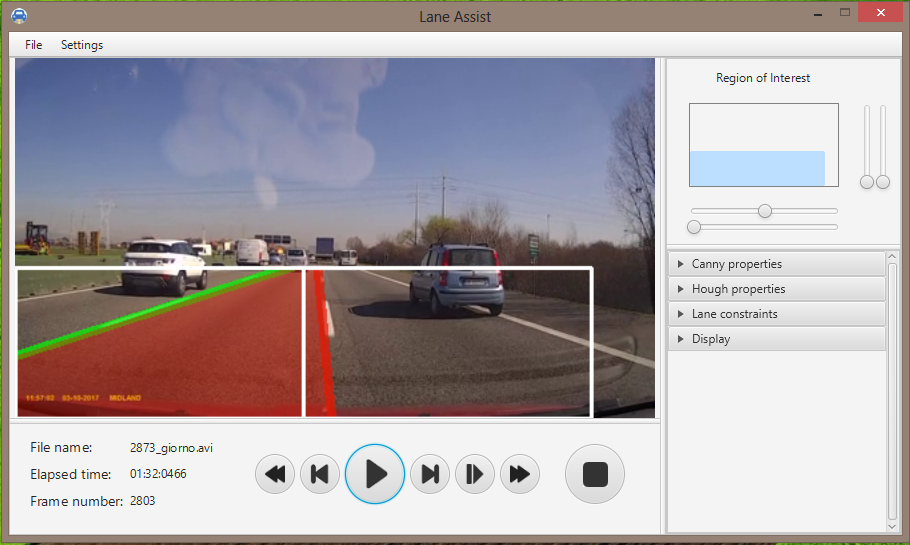 Lane Assist
File Settings
Region of Interest
Canny properties
Hough properties
Lane constraints
Display
11:57:02 03-10-2017 MIDLAND
File name: 2873_giorno.avi
Elapsed time: 01:32:0466
Frame number: 2803